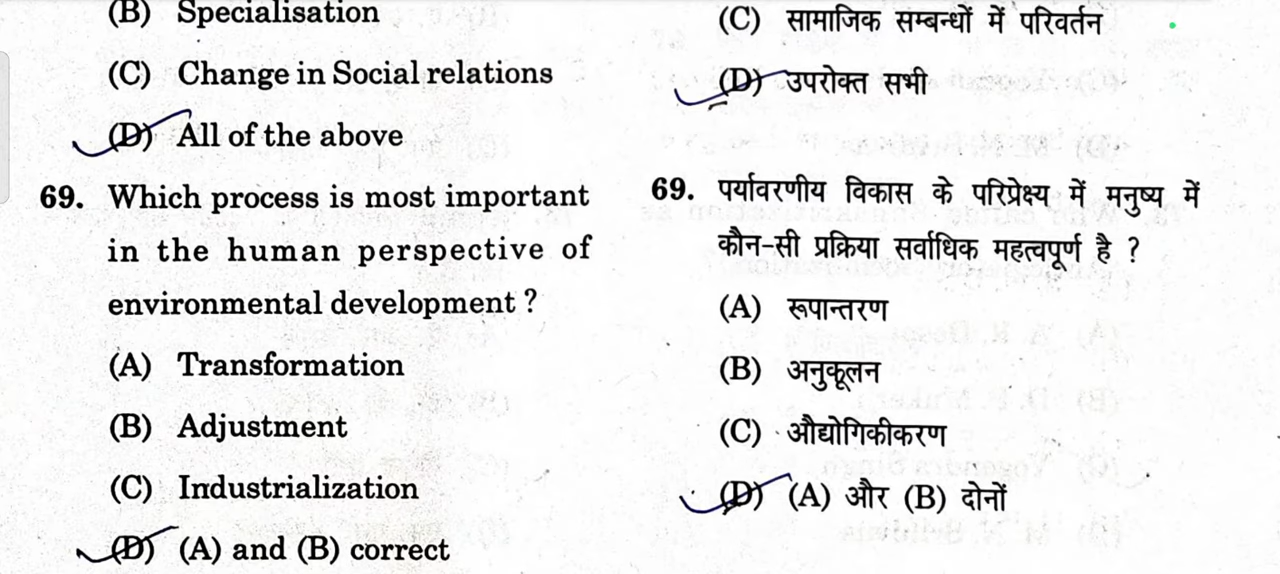 (B) Specialisation
(C) Change in Social relations
(D) All of the above
69. Which process is most important
in the human perspective of
environmental development ?
(A) Transformation
(B) Adjustment
(C) Industrialization
(D) (A) and (B) correct
(C) सामाजिक सम्बन्धों में परिवर्तन
(D) उपरोक्त सभी
69. पर्यावरणीय विकास के परिप्रेक्ष्य में मनुष्य में
कौन-सी प्रक्रिया सर्वाधिक महत्वपूर्ण है ?
(A) रूपान्तरण
(B) अनुकूलन
(C) औद्योगिकीकरण
(D) (A) और (B) दोनों